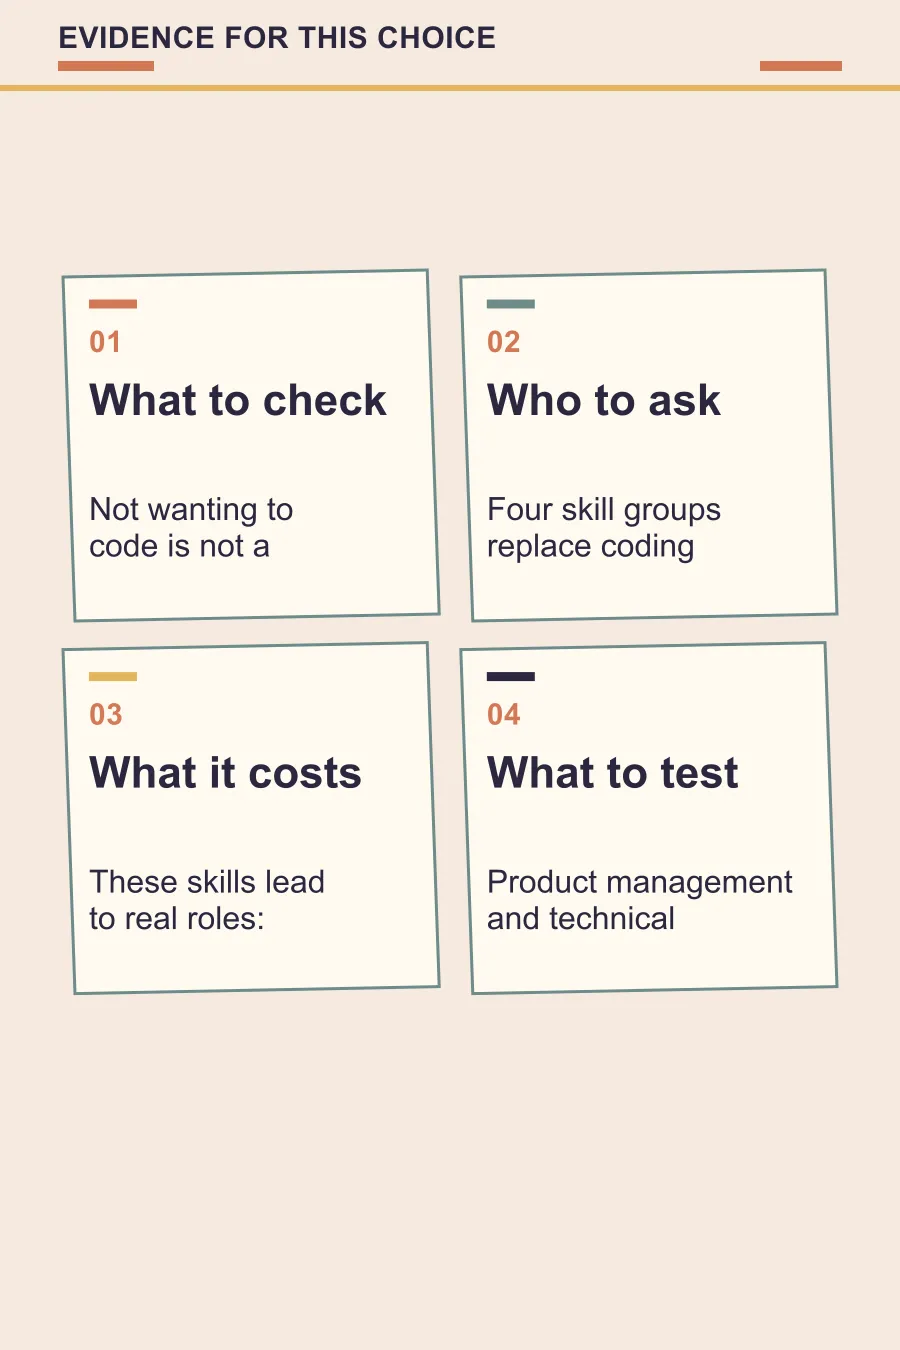 EVIDENCE FOR THIS CHOICE
01
What to check
Not wanting to
code is not a
02
Who to ask
Four skill groups
replace coding
03
What it costs
These skills lead
to real roles:
04
What to test
Product management
and technical